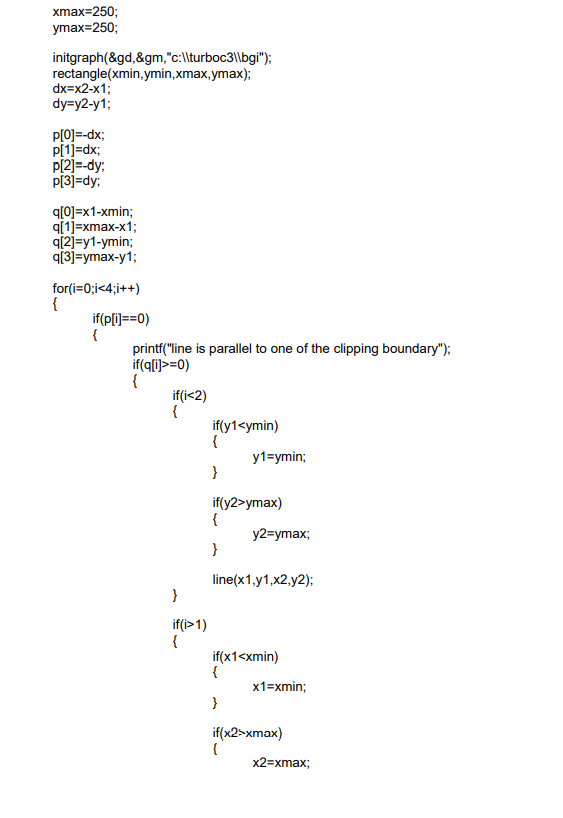 xmax=250;
ymax=250;
initgraph(&gd,&gm,"c:\\turboc3\\bgi");
rectangle(xmin,ymin,xmax,ymax);
dx=x2-x1;
dy=y2-y1;
p[0]=-dx;
p[1]=dx;
p[2]=-dy;
p[3]=dy;
q[0]=x1-xmin;
q[1]=xmax-x1;
q[2]=y1-ymin;
q[3]=ymax-y1;
for(i=0;i<4;i++)
{
if(p[i]==0)
{
printf("line is parallel to one of the clipping boundary");
if(q[i]>=0)
{
if(i<2)
{
if(y1<ymin)
{
y1=ymin;
}
if(y2>ymax)
{
y2=ymax;
}
line(x1,y1,x2,y2);
}
if(i>1)
{
if(x1<xmin)
{
x1=xmin;
}
if(x2>xmax)
{
x2=xmax;